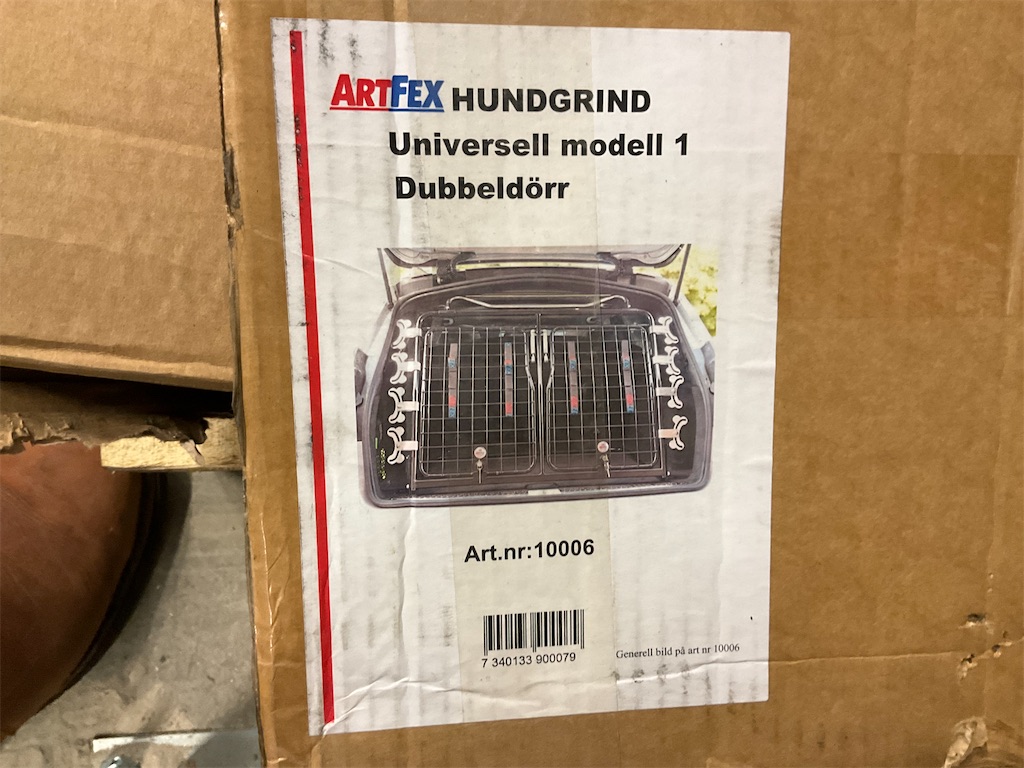 ARTFEX HUNDGRIND
Universell modell 1
Dubbeldörr
Art.nr:10006
7 340133 900079
Generell bild på art nr 10006